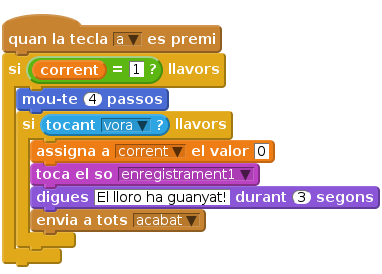 quan la tecla a es premi
si corrent = 1 ? llavors
mou-te 4 passos
si tocant vora ? llavors
assigna a corrent el valor 0
toca el so enregistrament1
digues El lloro ha guanyat! durant 3 segons
envia a tots acabat